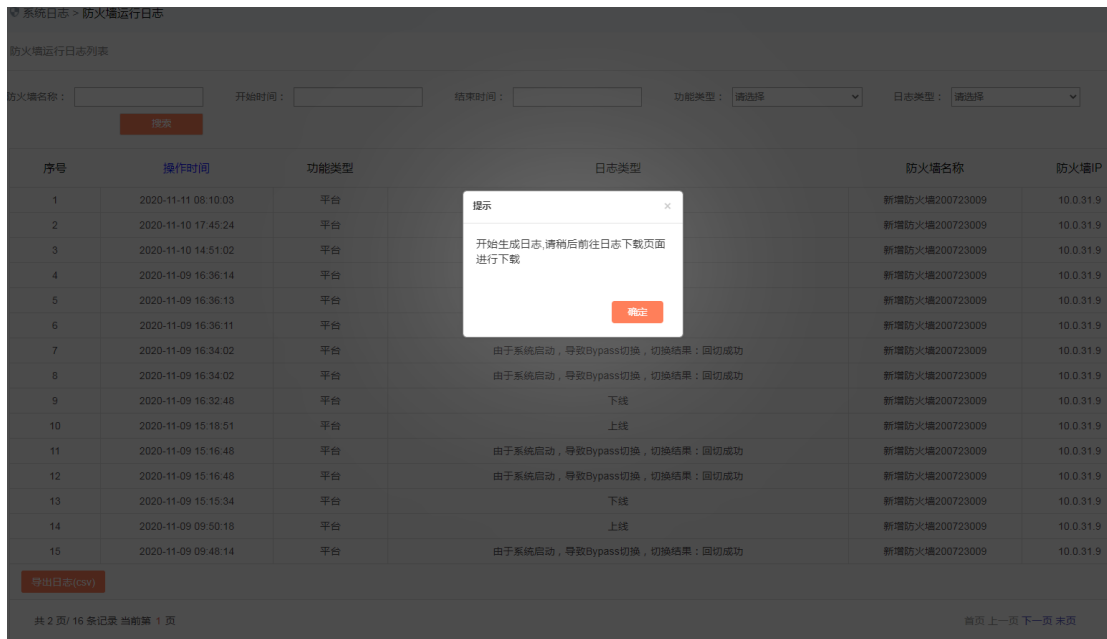 系统日志 > 防火墙运行日志
防火墙运行日志列表
防火墙名称： 开始时间： 结束时间： 功能类型： 请选择 日志类型： 请选择
搜索
序号 操作时间 功能类型 日志类型 防火墙名称 防火墙IP
1 2020-11-11 08:10:03 平台 新增防火墙200723009 10.0.31.9
2 2020-11-10 17:45:24 平台 新增防火墙200723009 10.0.31.9
3 2020-11-10 14:51:02 平台 新增防火墙200723009 10.0.31.9
4 2020-11-09 16:36:14 平台 新增防火墙200723009 10.0.31.9
5 2020-11-09 16:36:13 平台 新增防火墙200723009 10.0.31.9
6 2020-11-09 16:36:11 平台 新增防火墙200723009 10.0.31.9
7 2020-11-09 16:34:02 平台 由于系统启动，导致Bypass切换，切换结果：回切成功 新增防火墙200723009 10.0.31.9
8 2020-11-09 16:34:02 平台 由于系统启动，导致Bypass切换，切换结果：回切成功 新增防火墙200723009 10.0.31.9
9 2020-11-09 16:32:48 平台 下线 新增防火墙200723009 10.0.31.9
10 2020-11-09 15:18:51 平台 上线 新增防火墙200723009 10.0.31.9
11 2020-11-09 15:16:48 平台 由于系统启动，导致Bypass切换，切换结果：回切成功 新增防火墙200723009 10.0.31.9
12 2020-11-09 15:16:48 平台 由于系统启动，导致Bypass切换，切换结果：回切成功 新增防火墙200723009 10.0.31.9
13 2020-11-09 15:15:34 平台 下线 新增防火墙200723009 10.0.31.9
14 2020-11-09 09:50:18 平台 上线 新增防火墙200723009 10.0.31.9
15 2020-11-09 09:48:14 平台 由于系统启动，导致Bypass切换，切换结果：回切成功 新增防火墙200723009 10.0.31.9
导出日志(csv)
共 2 页/ 16 条记录 当前第 1 页 首页 上一页 下一页 末页
提示 ×
开始生成日志,请稍后前往日志下载页面
进行下载
确定